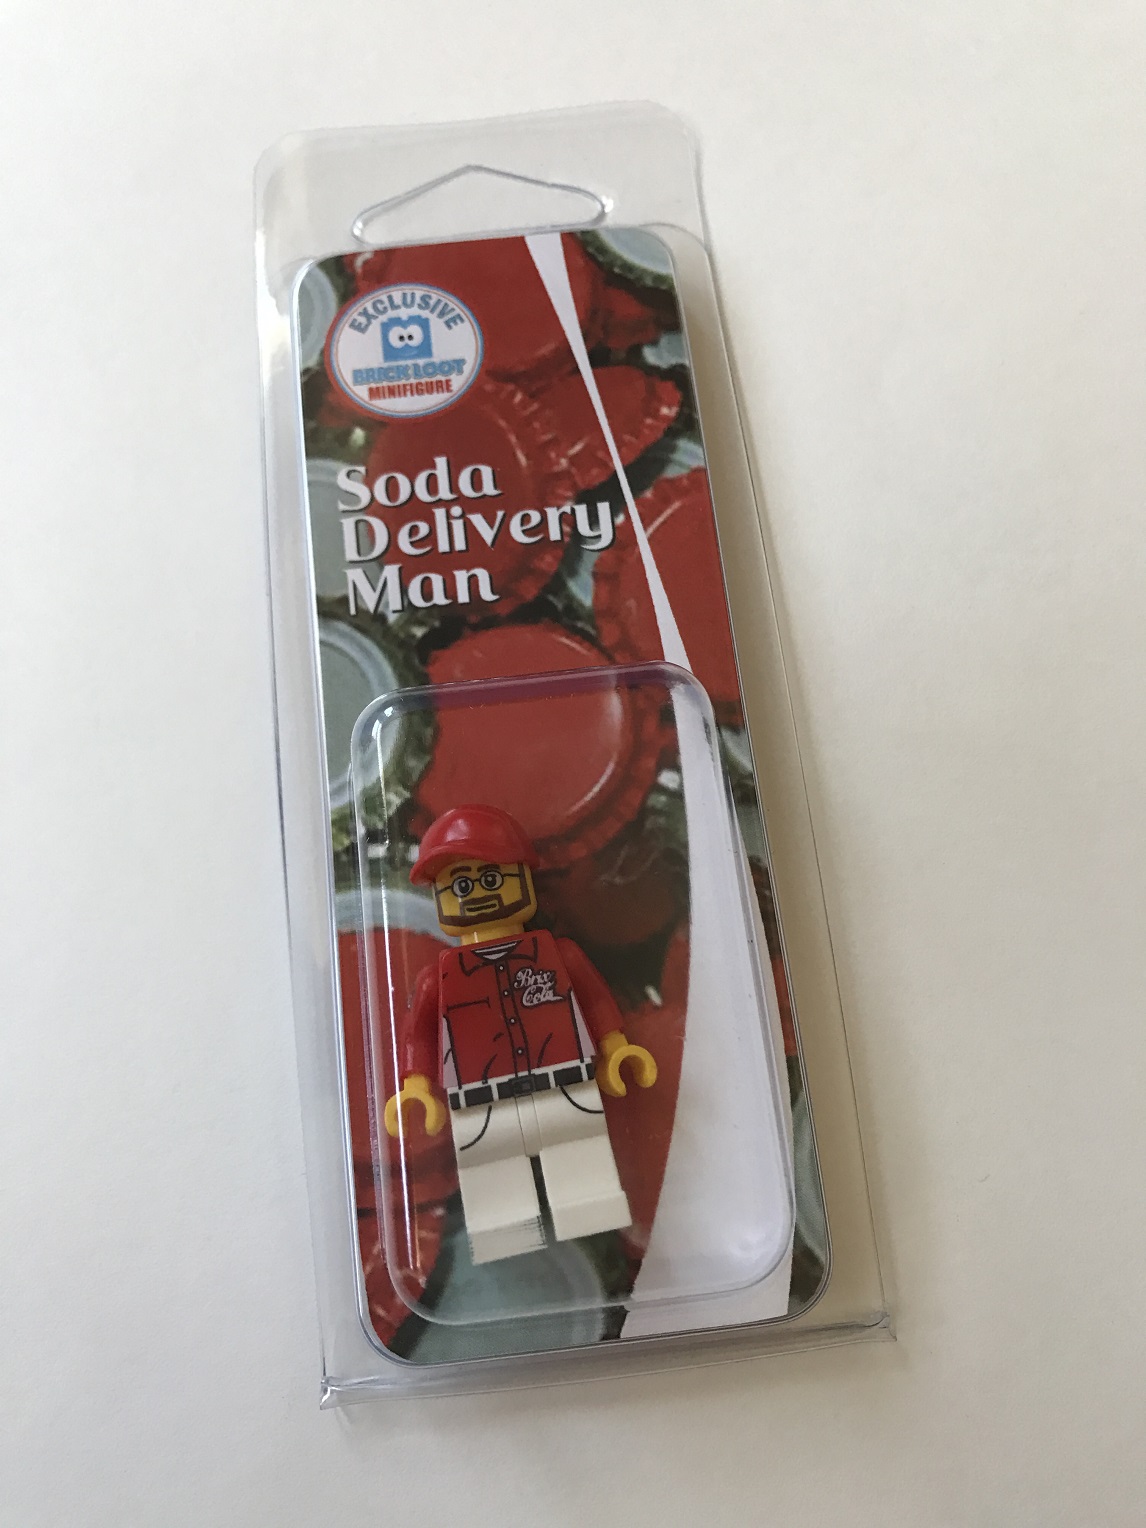 EXCLUSIVE
BRICK LOOT
MINIFIGURE
Soda
Delivery
Man
Brix
Cola